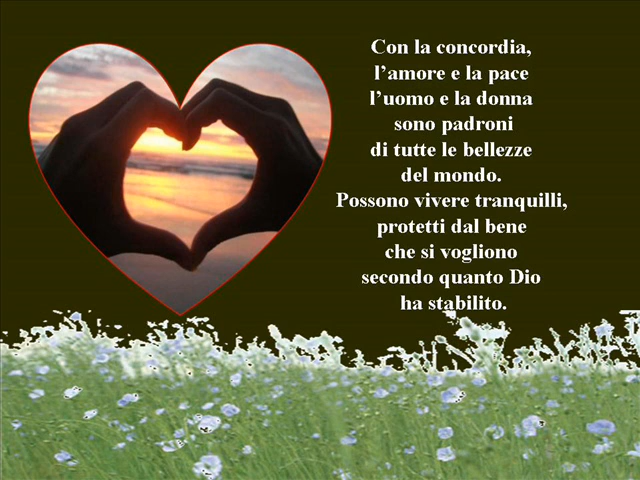 Con la concordia,
l’amore e la pace
l’uomo e la donna
sono padroni
di tutte le bellezze
del mondo.
Possono vivere tranquilli,
protetti dal bene
che si vogliono
secondo quanto Dio
ha stabilito.